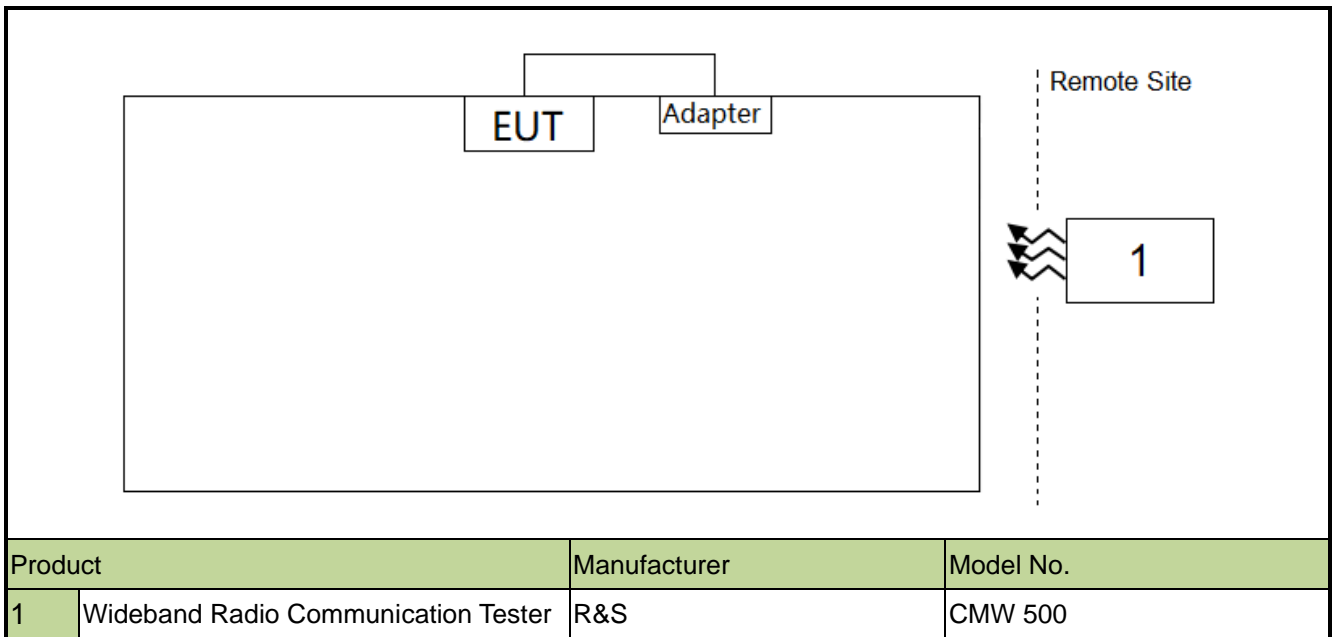 Remote Site
EUT
Adapter
1
Product Manufacturer Model No.
1 Wideband Radio Communication Tester R&S CMW 500